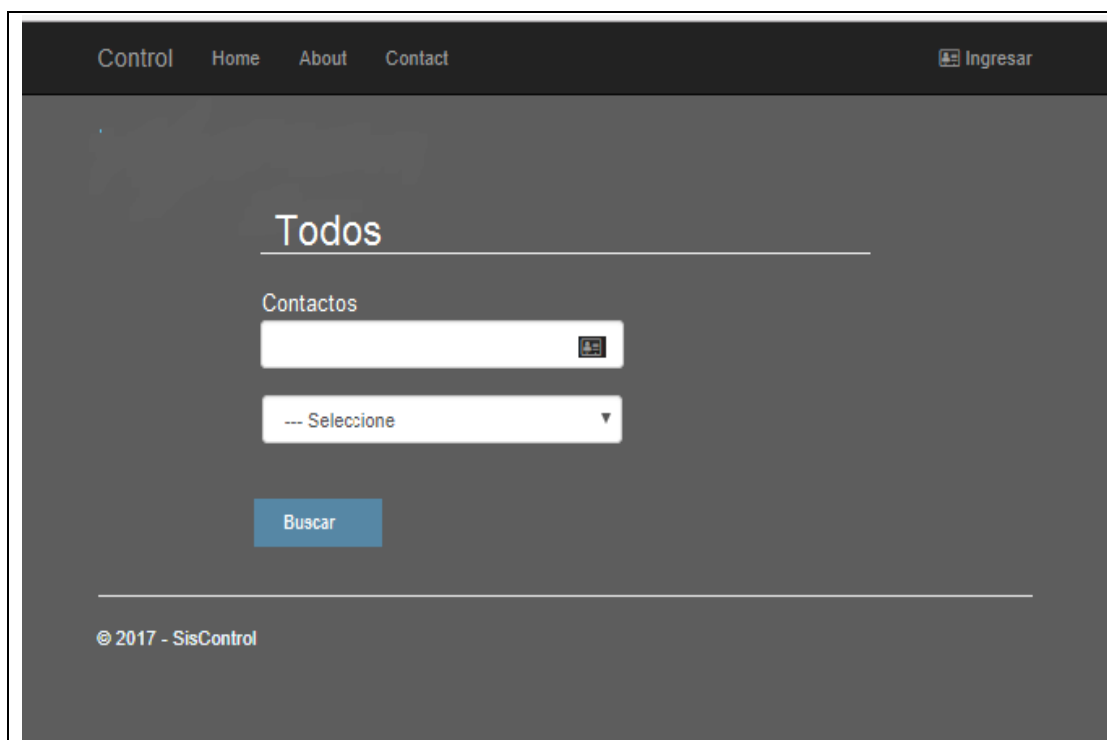 Control Home About Contact Ingresar
Todos
Contactos
--- Seleccione
Buscar
© 2017 - SisControl